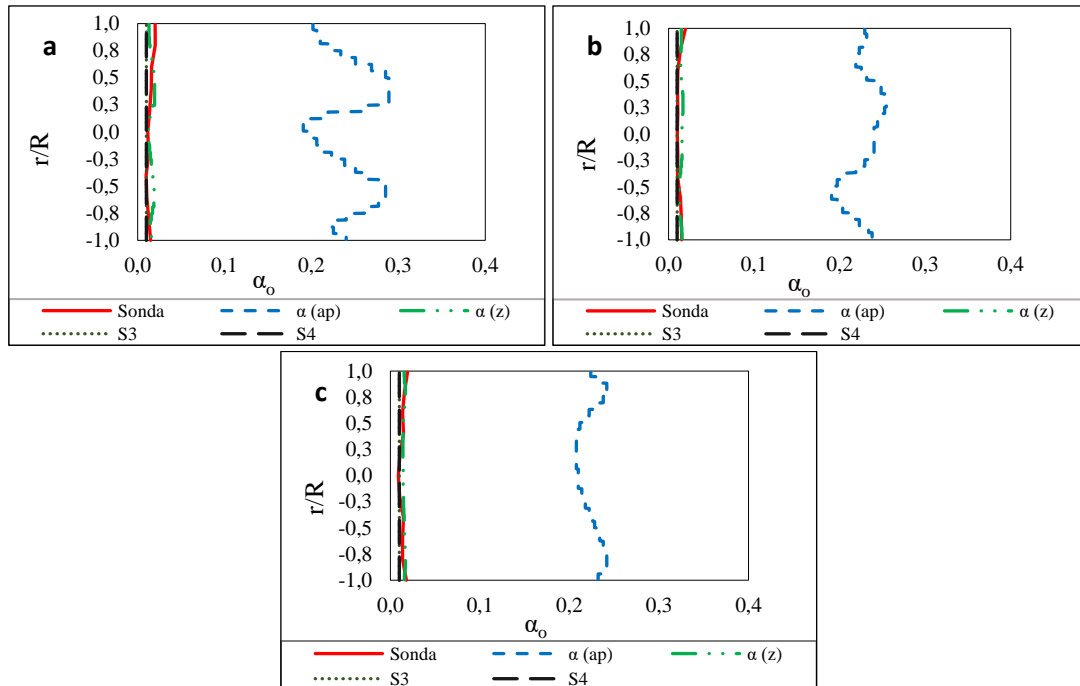 a
1,0
0,8
0,5
0,3
0,0
-0,3
-0,5
-0,8
-1,0
r/R
0,0 0,1 0,2 0,3 0,4
αₒ
Sonda α (ap) α (z)
S3 S4
b
1,0
0,8
0,5
0,3
0,0
-0,3
-0,5
-0,8
-1,0
r/R
0,0 0,1 0,2 0,3 0,4
αₒ
Sonda α (ap) α (z)
S3 S4
c
1,0
0,8
0,5
0,3
0,0
-0,3
-0,5
-0,8
-1,0
r/R
0,0 0,1 0,2 0,3 0,4
αₒ
Sonda α (ap) α (z)
S3 S4